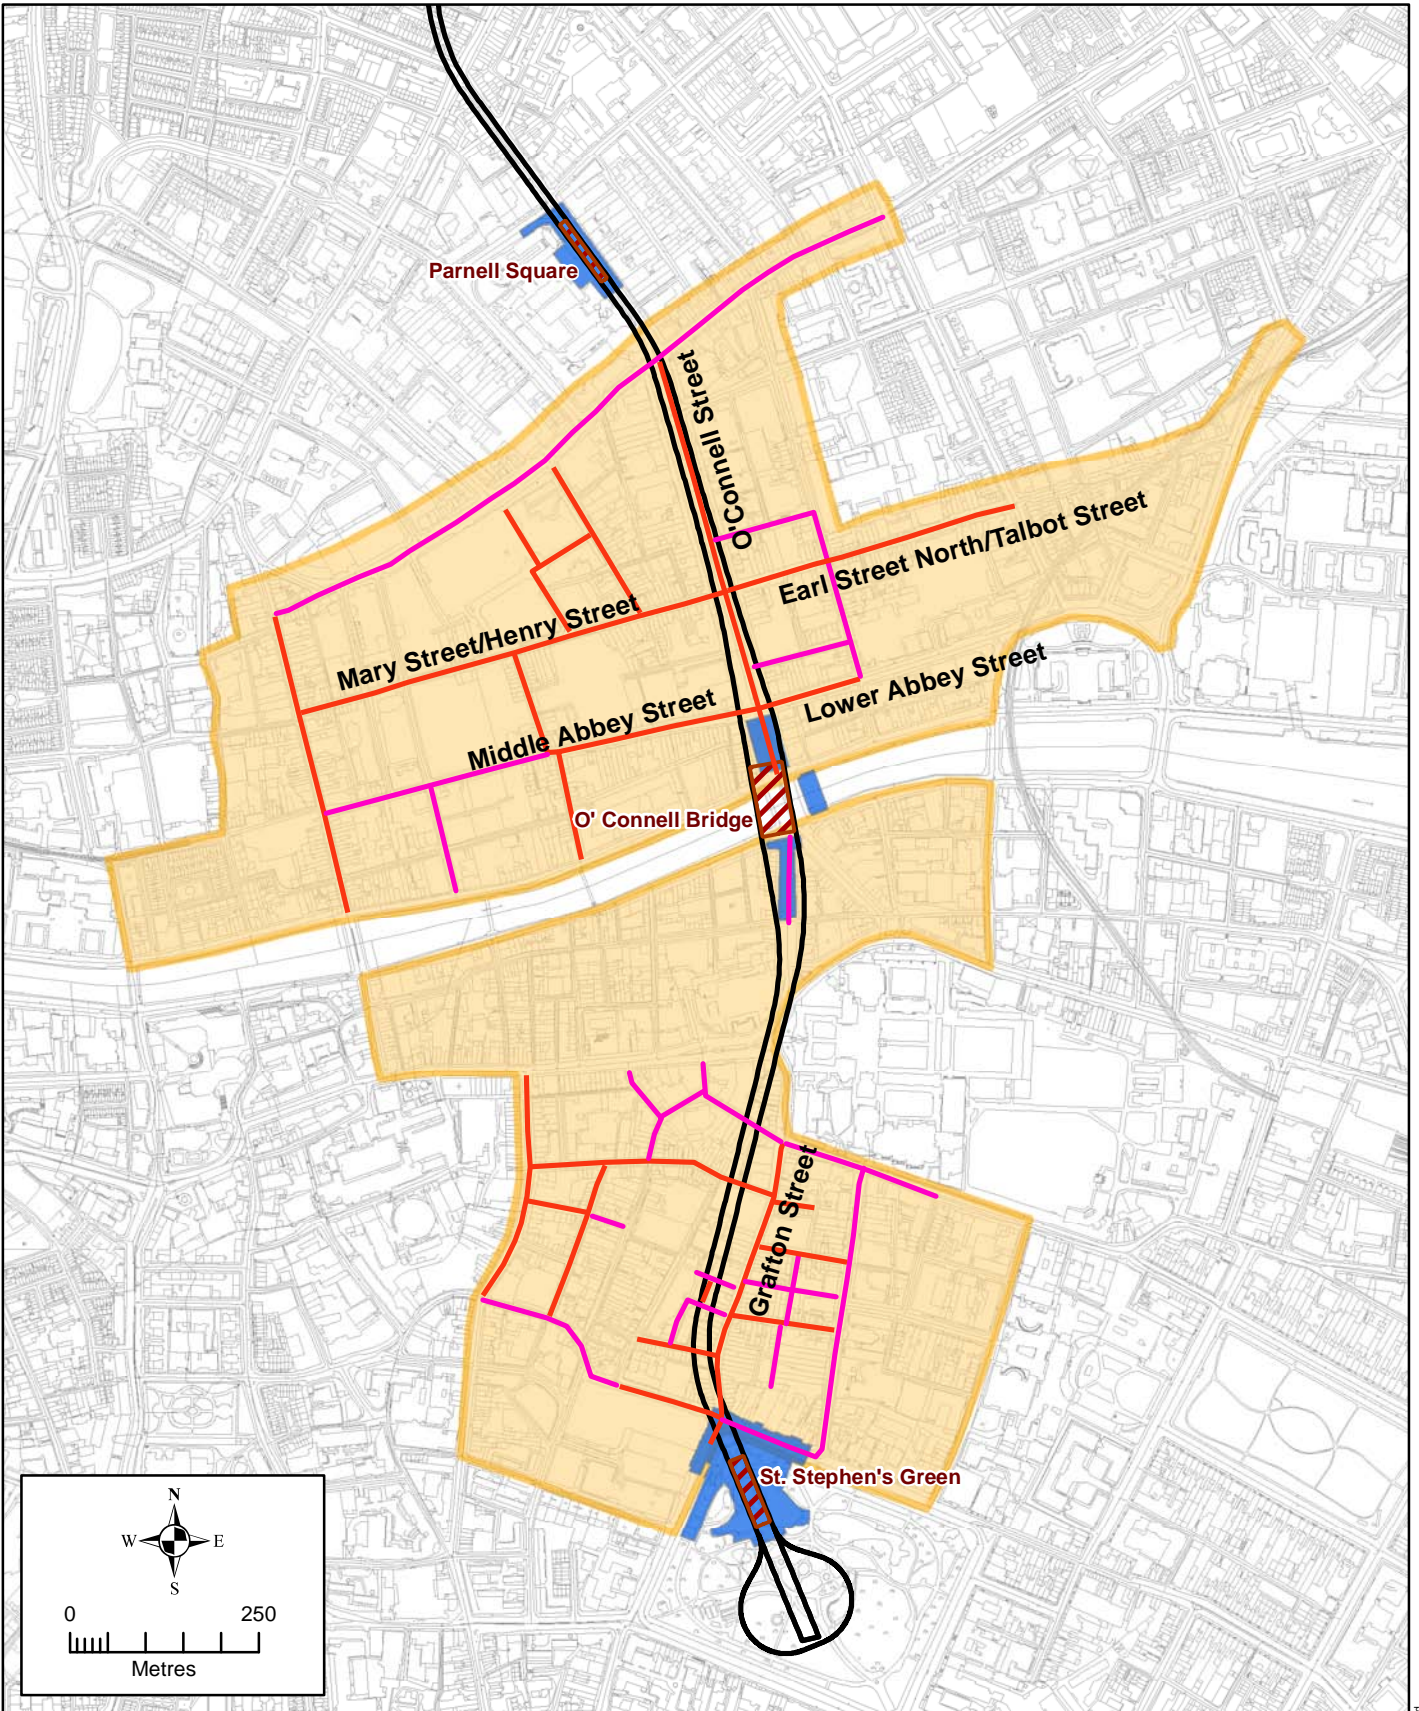 Parnell Square
O'Connell Street
Earl Street North/Talbot Street
Mary Street/Henry Street
Lower Abbey Street
Middle Abbey Street
O' Connell Bridge
Grafton Street
St. Stephen's Green
N
W
E
S
0
250
Metres